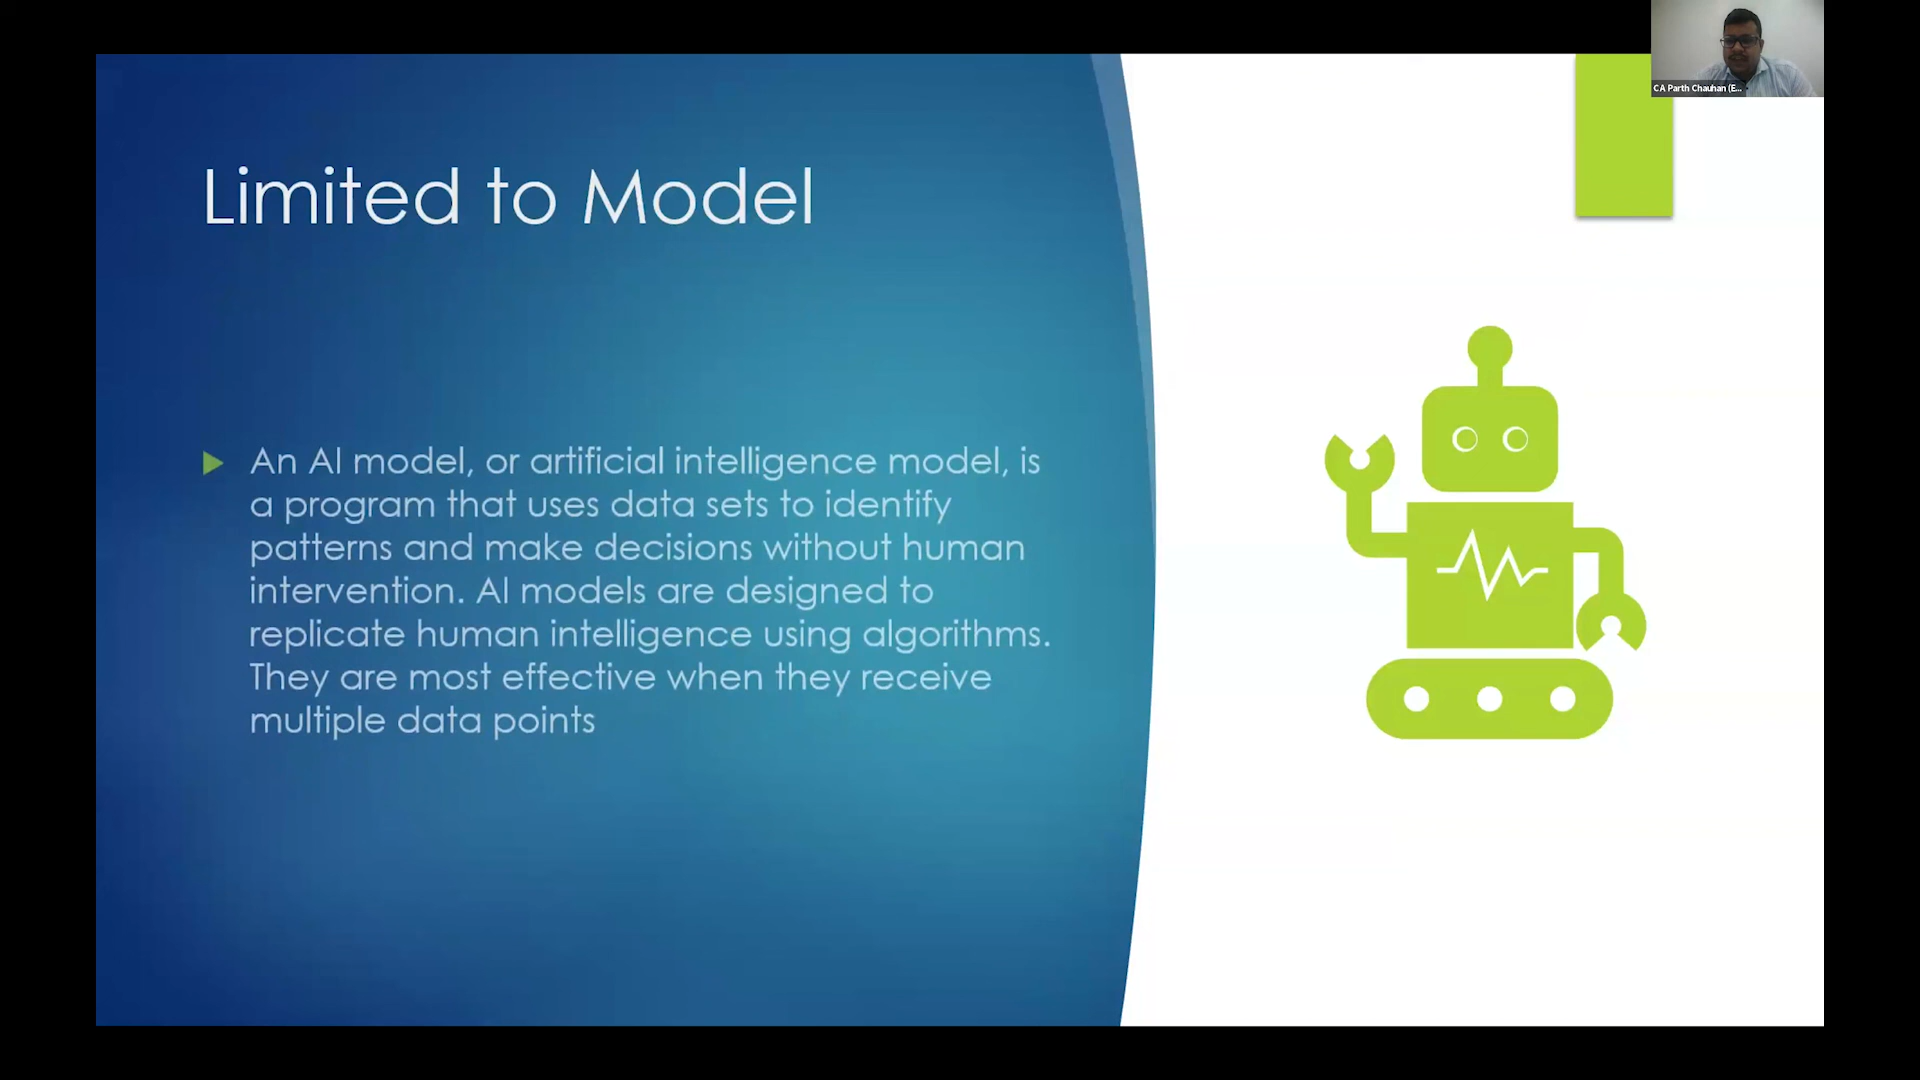 CA Parth Chauhan (E...
Limited to Model
An AI model, or artificial intelligence model, is
a program that uses data sets to identify
patterns and make decisions without human
intervention. AI models are designed to
replicate human intelligence using algorithms.
They are most effective when they receive
multiple data points